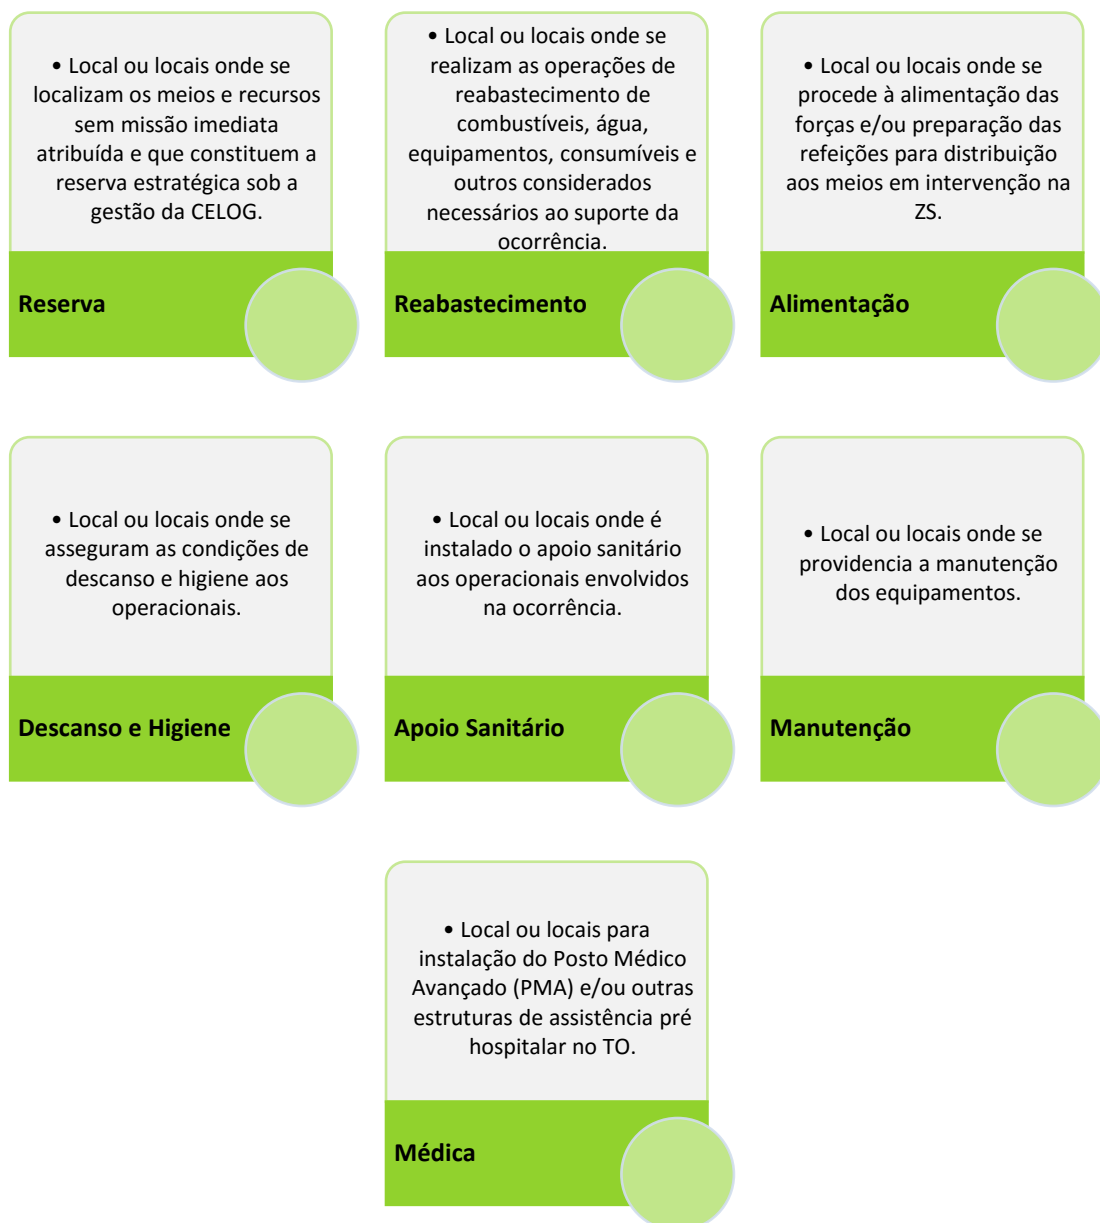 • Local ou locais onde se
localizam os meios e recursos
sem missão imediata
atribuída e que constituem a
reserva estratégica sob a
gestão da CELOG.
Reserva
• Local ou locais onde se
realizam as operações de
reabastecimento de
combustíveis, água,
equipamentos, consumíveis e
outros considerados
necessários ao suporte da
ocorrência.
Reabastecimento
• Local ou locais onde se
procede à alimentação das
forças e/ou preparação das
refeições para distribuição
aos meios em intervenção na
ZS.
Alimentação
• Local ou locais onde se
asseguram as condições de
descanso e higiene aos
operacionais.
Descanso e Higiene
• Local ou locais onde é
instalado o apoio sanitário
aos operacionais envolvidos
na ocorrência.
Apoio Sanitário
• Local ou locais onde se
providencia a manutenção
dos equipamentos.
Manutenção
• Local ou locais para
instalação do Posto Médico
Avançado (PMA) e/ou outras
estruturas de assistência pré
hospitalar no TO.
Médica